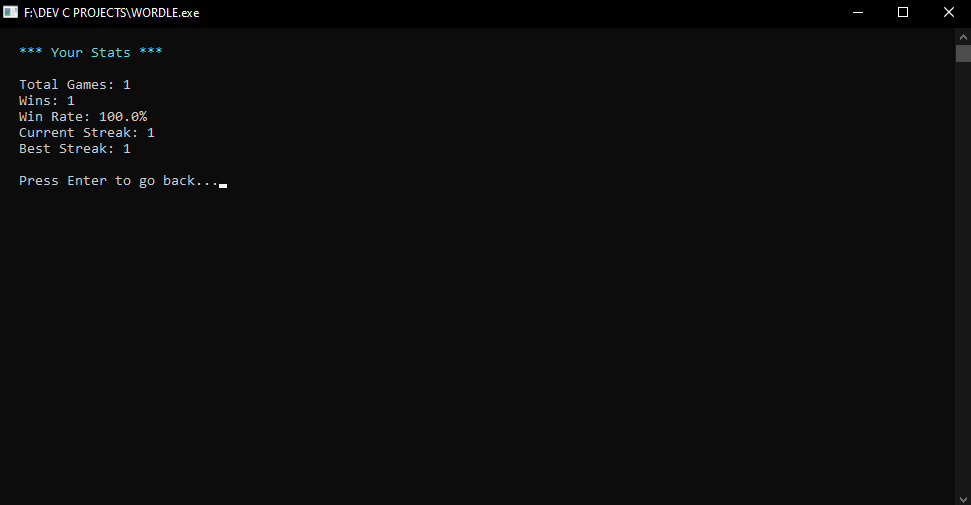 F:\DEV C PROJECTS\WORDLE.exe
*** Your Stats ***
Total Games: 1
Wins: 1
Win Rate: 100.0%
Current Streak: 1
Best Streak: 1
Press Enter to go back...